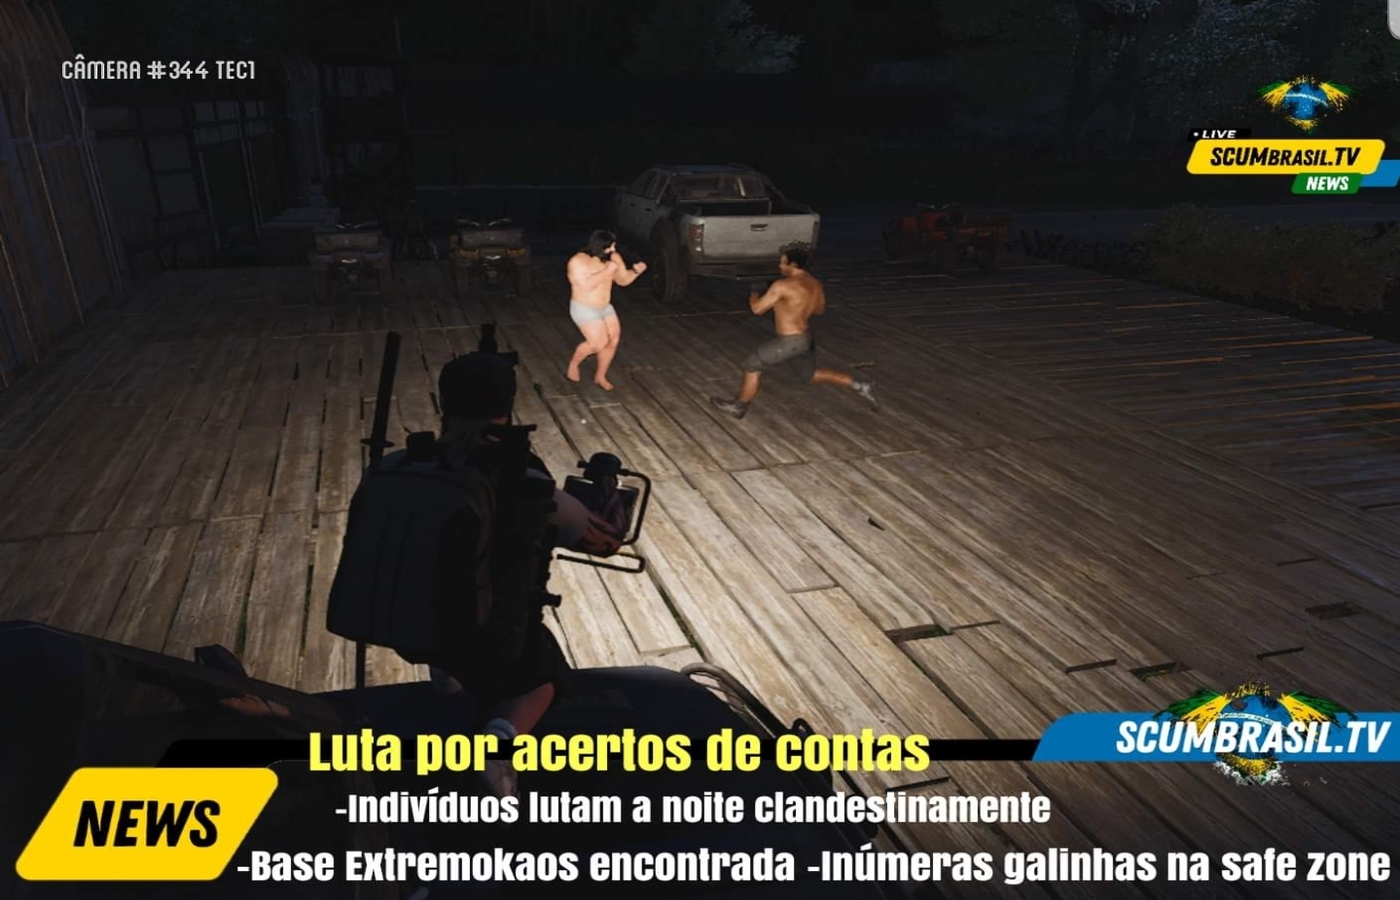 CÂMERA #344 TEC1
• LIVE
SCUMBRASIL.TV
NEWS
SCUMBRASIL.TV
Luta por acertos de contas
NEWS
-Indivíduos lutam a noite clandestinamente
-Base Extremokaos encontrada -Inúmeras galinhas na safe zone